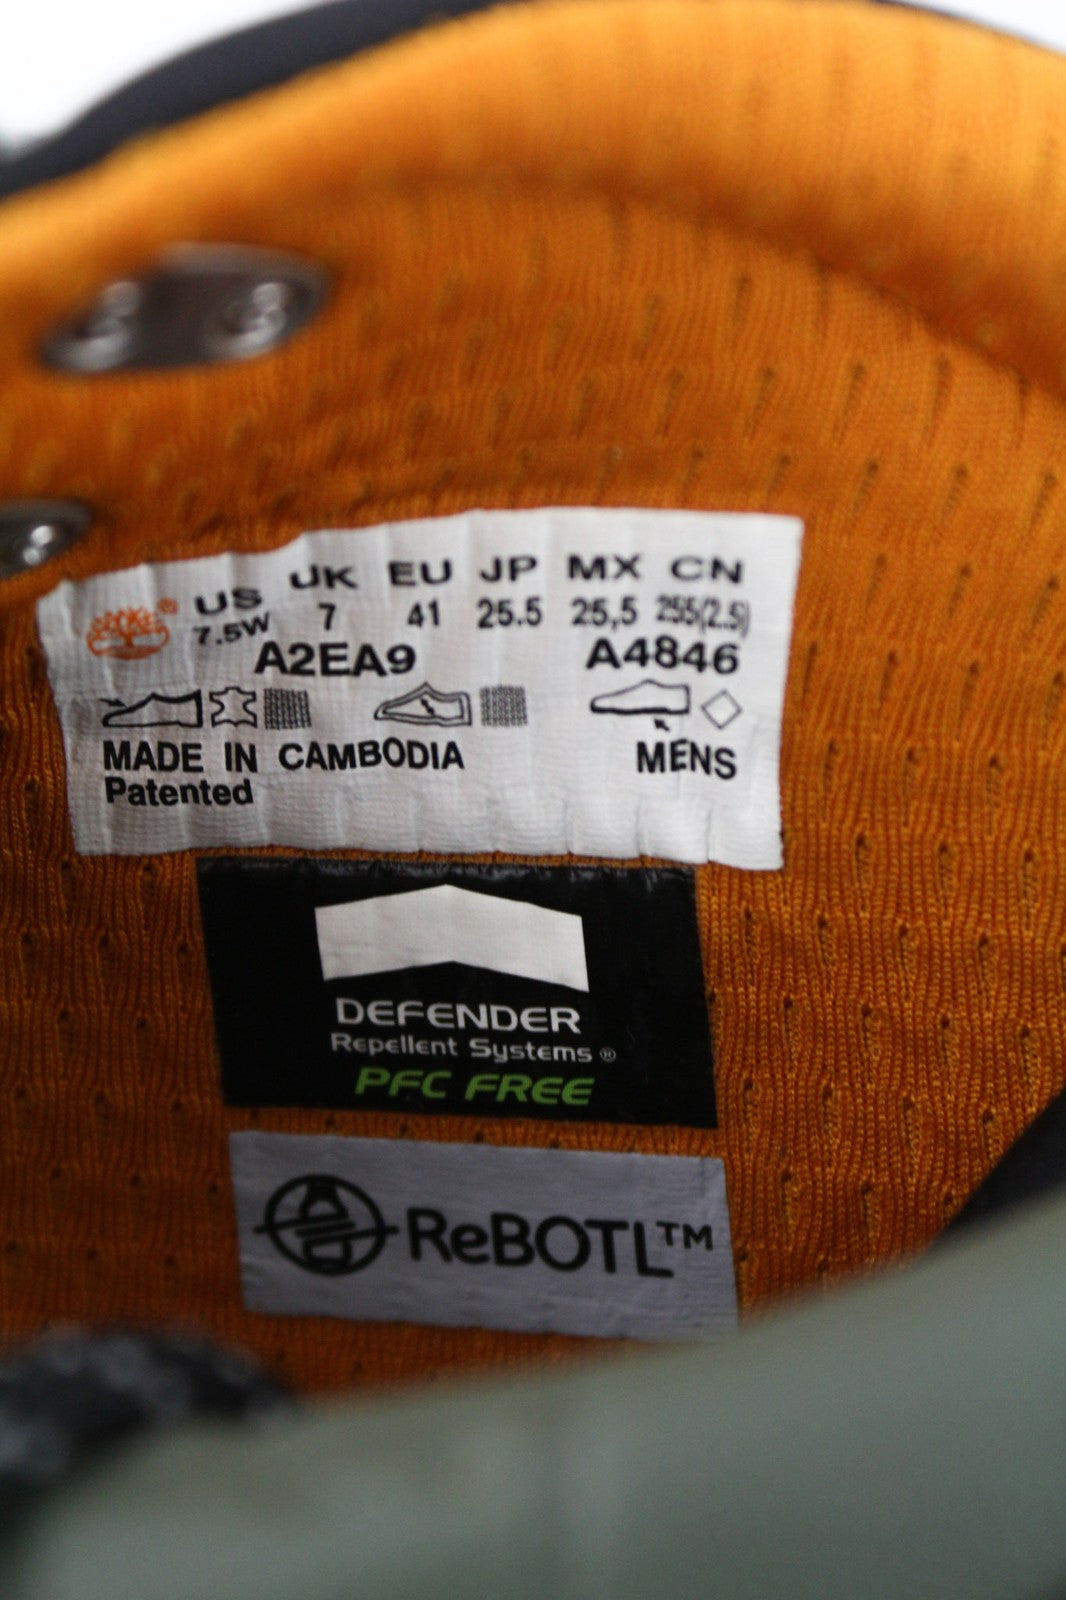 US UK EU JP MX CN
7.5W 7 41 25.5 25,5 255(2.5)
A2EA9 A4846
MADE IN CAMBODIA MENS
Patented
DEFENDER
Repellent Systems®
PFC FREE
ReBOTL™